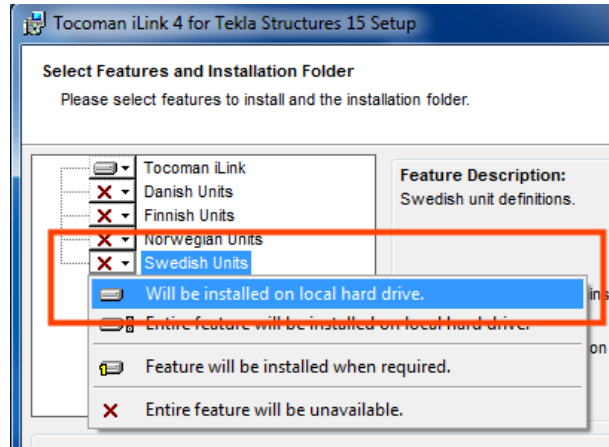 Tocoman iLink 4 for Tekla Structures 15 Setup
Select Features and Installation Folder
Please select features to install and the installation folder.
Tocoman iLink
Danish Units
Finnish Units
Norwegian Units
Swedish Units
Feature Description:
Swedish unit definitions.
Will be installed on local hard drive.
Entire feature will be installed on local hard drive.
Feature will be installed when required.
Entire feature will be unavailable.